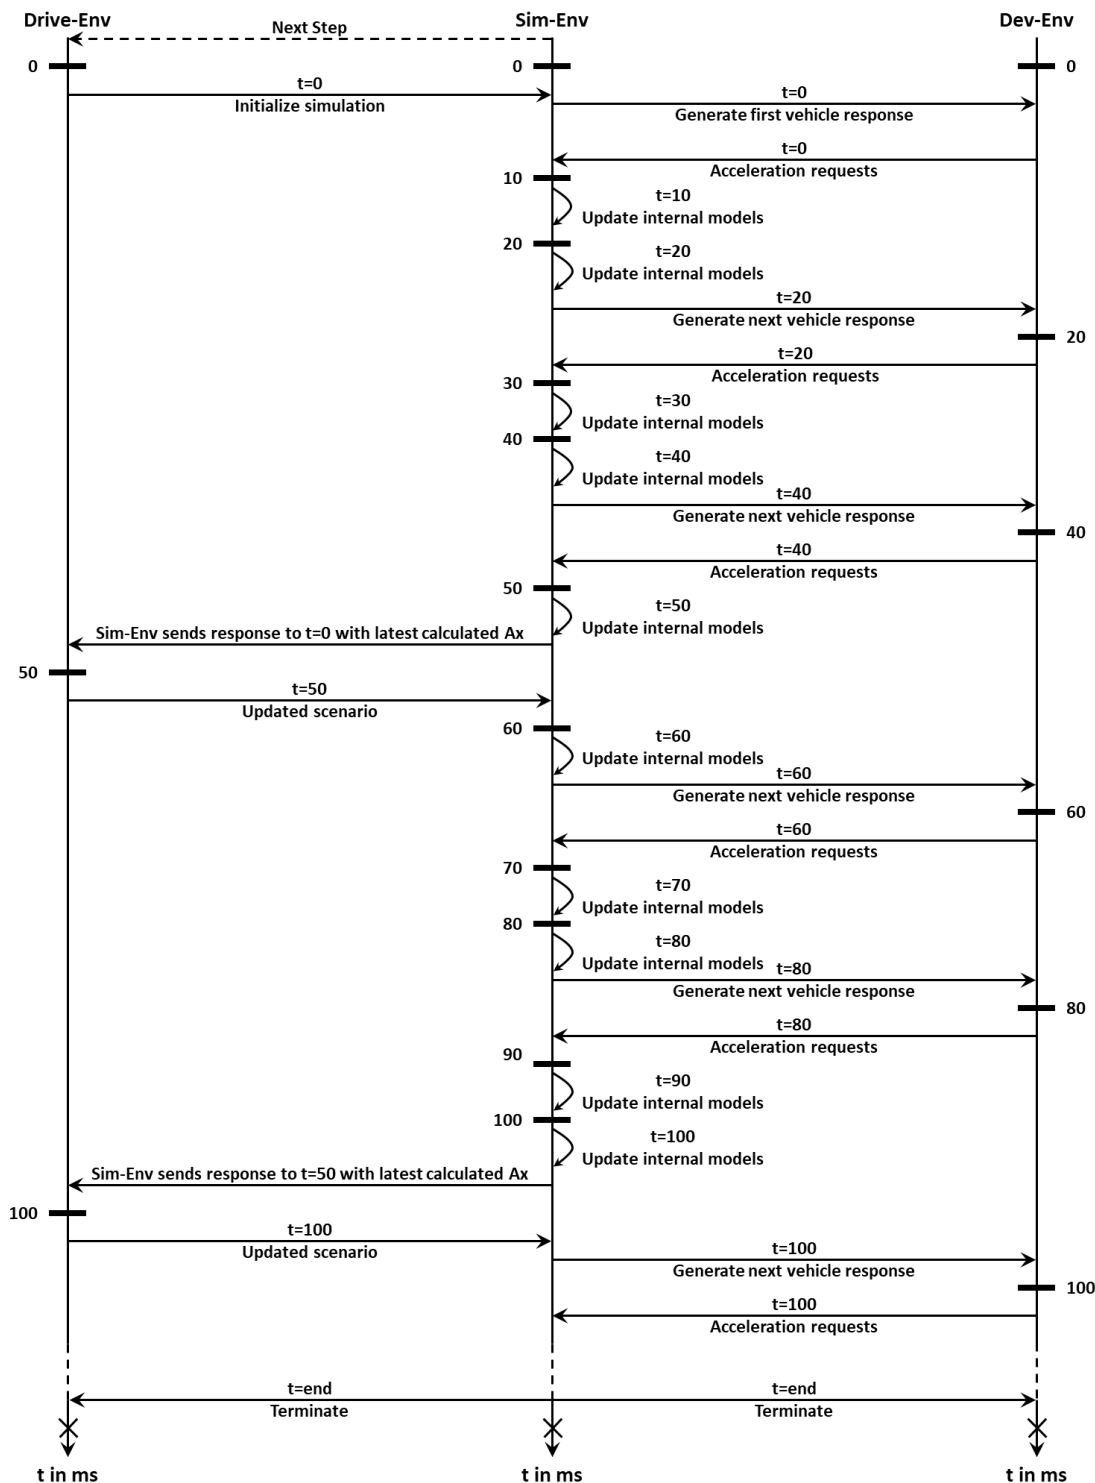 Drive-Env
Sim-Env
Dev-Env
Next Step
0
0
0
t=0
Initialize simulation
t=0
Generate first vehicle response
t=0
Acceleration requests
10
t=10
Update internal models
20
t=20
Update internal models
t=20
Generate next vehicle response
20
t=20
Acceleration requests
30
t=30
Update internal models
40
t=40
Update internal models
t=40
Generate next vehicle response
40
t=40
Acceleration requests
50
t=50
Update internal models
Sim-Env sends response to t=0 with latest calculated Ax
50
t=50
Updated scenario
60
t=60
Update internal models
t=60
Generate next vehicle response
60
t=60
Acceleration requests
70
t=70
Update internal models
80
t=80
Update internal models
t=80
Generate next vehicle response
80
t=80
Acceleration requests
90
t=90
Update internal models
100
t=100
Update internal models
Sim-Env sends response to t=50 with latest calculated Ax
100
t=100
Updated scenario
t=100
Generate next vehicle response
100
t=100
Acceleration requests
t=end
Terminate
t=end
Terminate
t in ms
t in ms
t in ms